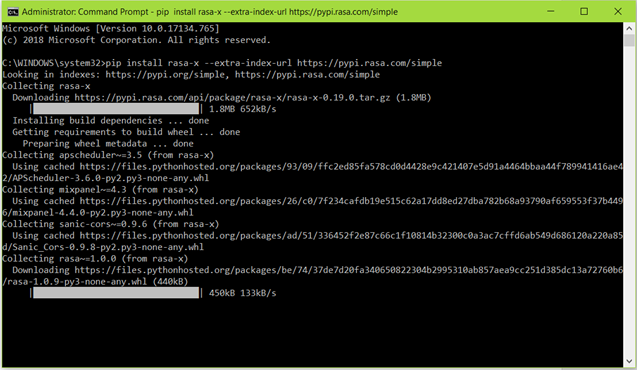 Administrator: Command Prompt - pip install rasa-x --extra-index-url https://pypi.rasa.com/simple
Microsoft Windows [Version 10.0.17134.765]
(c) 2018 Microsoft Corporation. All rights reserved.
C:\WINDOWS\system32>pip install rasa-x --extra-index-url https://pypi.rasa.com/simple
Looking in indexes: https://pypi.org/simple, https://pypi.rasa.com/simple
Collecting rasa-x
Downloading https://pypi.rasa.com/api/package/rasa-x/rasa-x-0.19.0.tar.gz (1.8MB)
| | 1.8MB 652kB/s
Installing build dependencies ... done
Getting requirements to build wheel ... done
Preparing wheel metadata ... done
Collecting apscheduler~=3.5 (from rasa-x)
Using cached https://files.pythonhosted.org/packages/93/09/ffc2ed85fa578cd0d4428e9c421407e5d91a4464bbaa44f789941416ae4
2/APScheduler-3.6.0-py2.py3-none-any.whl
Collecting mixpanel~=4.3 (from rasa-x)
Using cached https://files.pythonhosted.org/packages/26/c0/7f234cafdb19e515c62a17dd8ed27dba782b68a93790af659553f37b449
6/mixpanel-4.4.0-py2.py3-none-any.whl
Collecting sanic-cors~=0.9.6 (from rasa-x)
Using cached https://files.pythonhosted.org/packages/ad/51/336452f2e87c66c1f10814b32300c0a3ac7cffd6ab549d686120a220a85
d/Sanic_Cors-0.9.8-py2.py3-none-any.whl
Collecting rasa~=1.0.0 (from rasa-x)
Downloading https://files.pythonhosted.org/packages/be/74/37de7d20fa340650822304b2995310ab857aea9cc251d385dc13a72760b6
/rasa-1.0.9-py3-none-any.whl (440kB)
| | 450kB 133kB/s